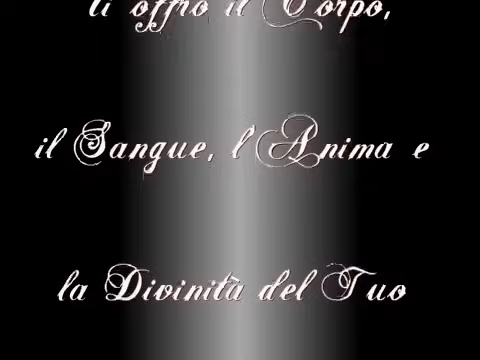 ti offro il Corpo,
il Sangue, l'Anima e
la Divinità del Tuo